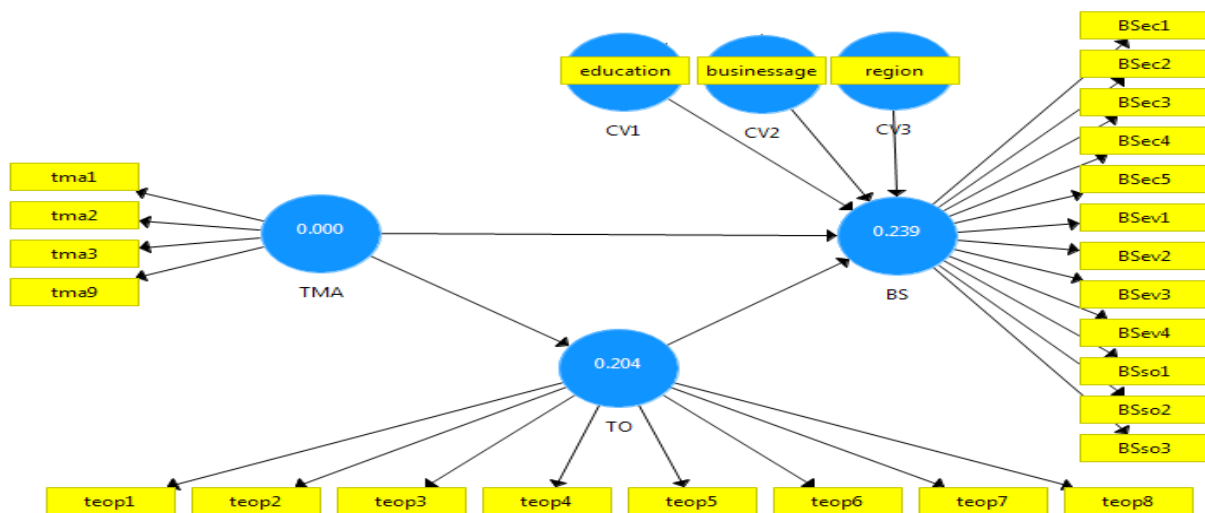 BSec1
BSec2
BSec3
BSec4
BSec5
BSev1
BSev2
BSev3
BSev4
BSso1
BSso2
BSso3
education
businessage
region
CV1
CV2
CV3
tma1
tma2
tma3
tma9
0.000
TMA
0.239
BS
0.204
TO
teop1
teop2
teop3
teop4
teop5
teop6
teop7
teop8